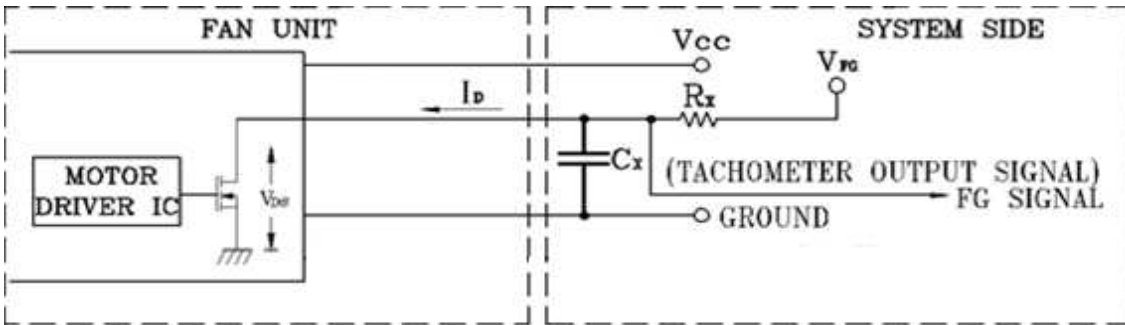 FAN UNIT
SYSTEM SIDE
Vcc
VFG
ID
Rx
Cx
(TACHOMETER OUTPUT SIGNAL)
FG SIGNAL
MOTOR
DRIVER IC
VDS
GROUND